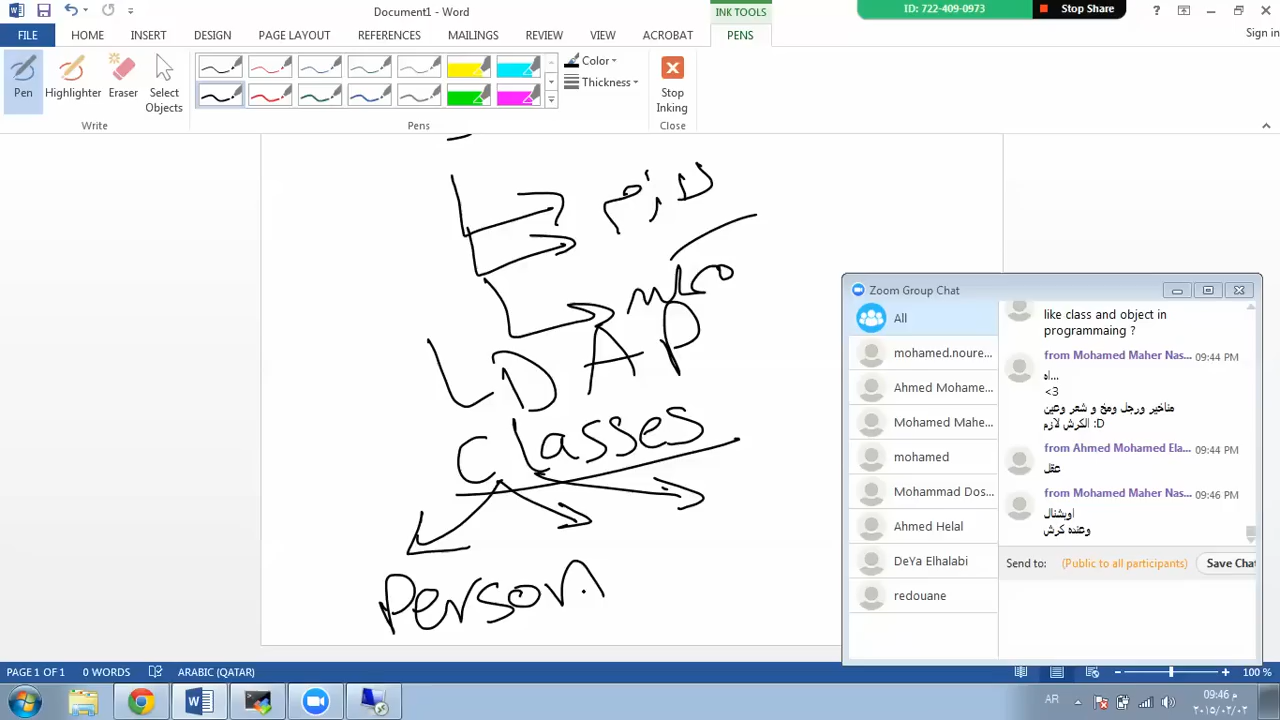 Document1 - Word
INK TOOLS
ID: 722-409-0973
Stop Share
?
FILE
HOME
INSERT
DESIGN
PAGE LAYOUT
REFERENCES
MAILINGS
REVIEW
VIEW
ACROBAT
PENS
Sign in
Pen
Highlighter
Eraser
Select Objects
Color
Thickness
Stop Inking
Write
Pens
Close
لازم
LDAP
classes
Person
Zoom Group Chat
All
mohamed.noure...
Ahmed Mohame...
Mohamed Mahe...
mohamed
Mohammad Dos...
Ahmed Helal
DeYa Elhalabi
redouane
like class and object in
programmaing ?
from Mohamed Maher Nas... 09:44 PM
اه...
<3
مناخير ورجل ومخ و شعر وعين
الكرش لازم :D
from Ahmed Mohamed Ela... 09:44 PM
عقل
from Mohamed Maher Nas... 09:46 PM
اوبشنال
وعنده كرش
Send to: (Public to all participants) Save Chat
PAGE 1 OF 1
0 WORDS
ARABIC (QATAR)
100 %
AR
09:46 م
٢٠١٥/٠٢/٠٢